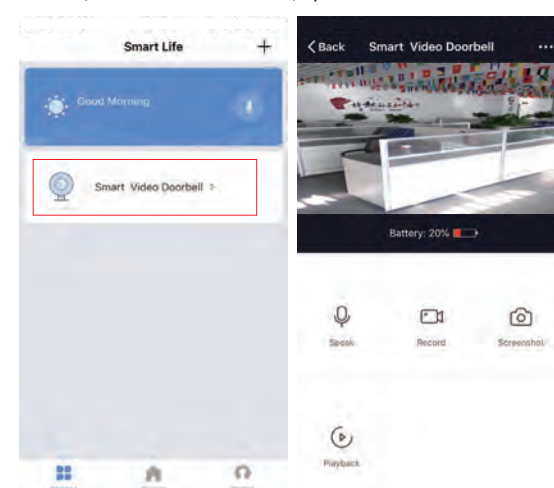 Smart Life +
Good Morning
Smart Video Doorbell >
< Back Smart Video Doorbell ...
Battery: 20%
Speak Record Screenshot
Playback